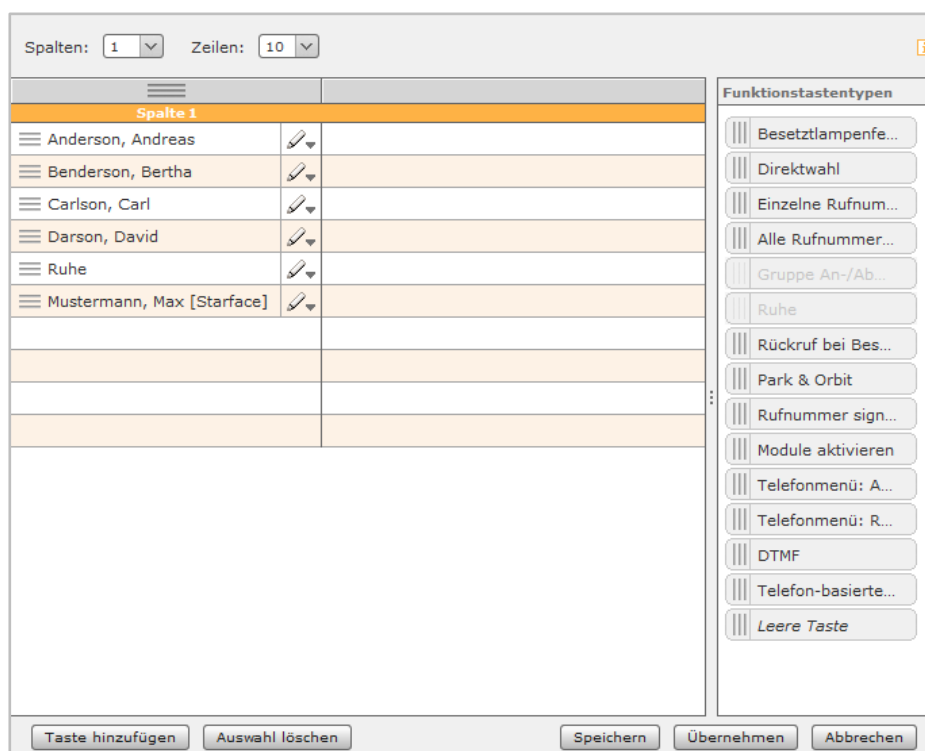 Spalten: 1 Zeilen: 10
Spalte 1
Anderson, Andreas
Benderson, Bertha
Carlson, Carl
Darson, David
Ruhe
Mustermann, Max [Starface]
Funktionstastentypen
Besetztlampenfe...
Direktwahl
Einzelne Rufnum...
Alle Rufnummer...
Gruppe An-/Ab...
Ruhe
Rückruf bei Bes...
Park & Orbit
Rufnummer sign...
Module aktivieren
Telefonmenü: A...
Telefonmenü: R...
DTMF
Telefon-basierte...
Leere Taste
Taste hinzufügen Auswahl löschen Speichern Übernehmen Abbrechen